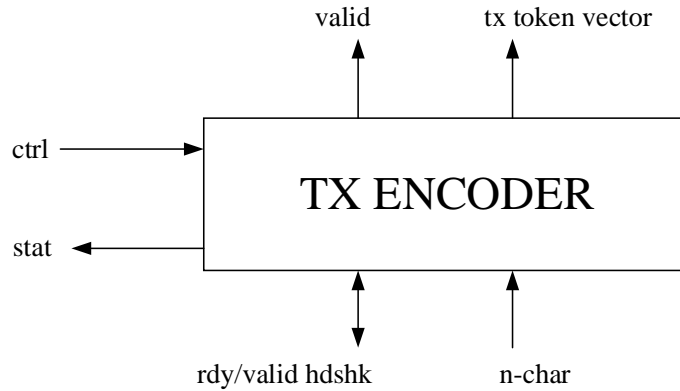 valid
tx token vector
ctrl
TX ENCODER
stat
rdy/valid hdshk
n-char